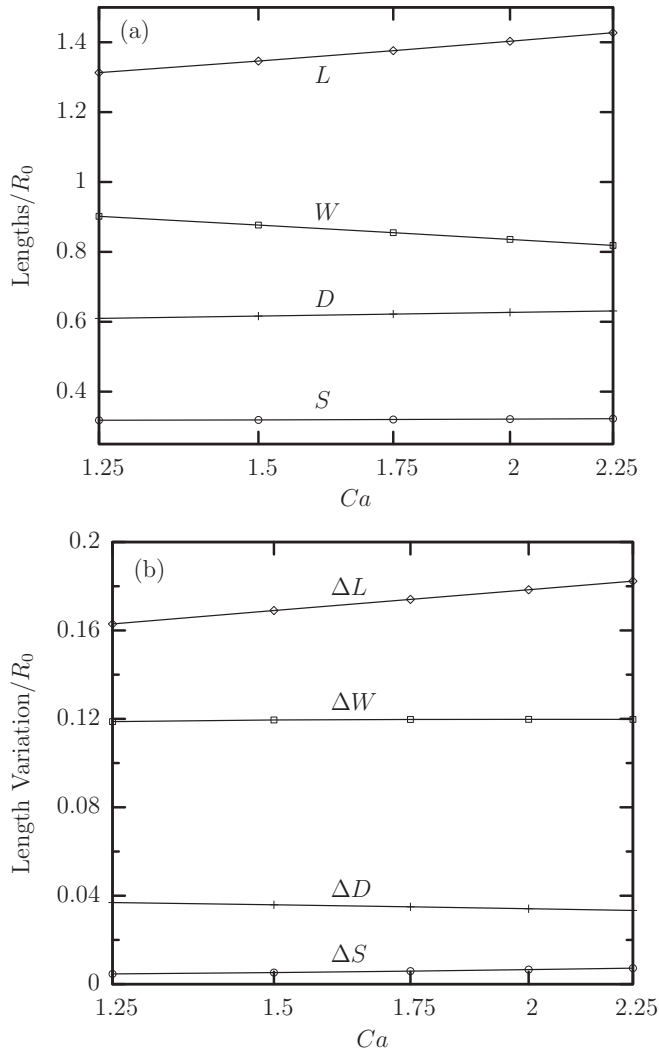 (a)
1.4
L
1.2
Lengths/R₀
1
W
0.8
D
0.6
S
0.4
1.25 1.5 1.75 2 2.25
Ca
0.2
(b)
ΔL
0.16
Length Variation/R₀
ΔW
0.12
0.08
ΔD
0.04
ΔS
0
1.25 1.5 1.75 2 2.25
Ca